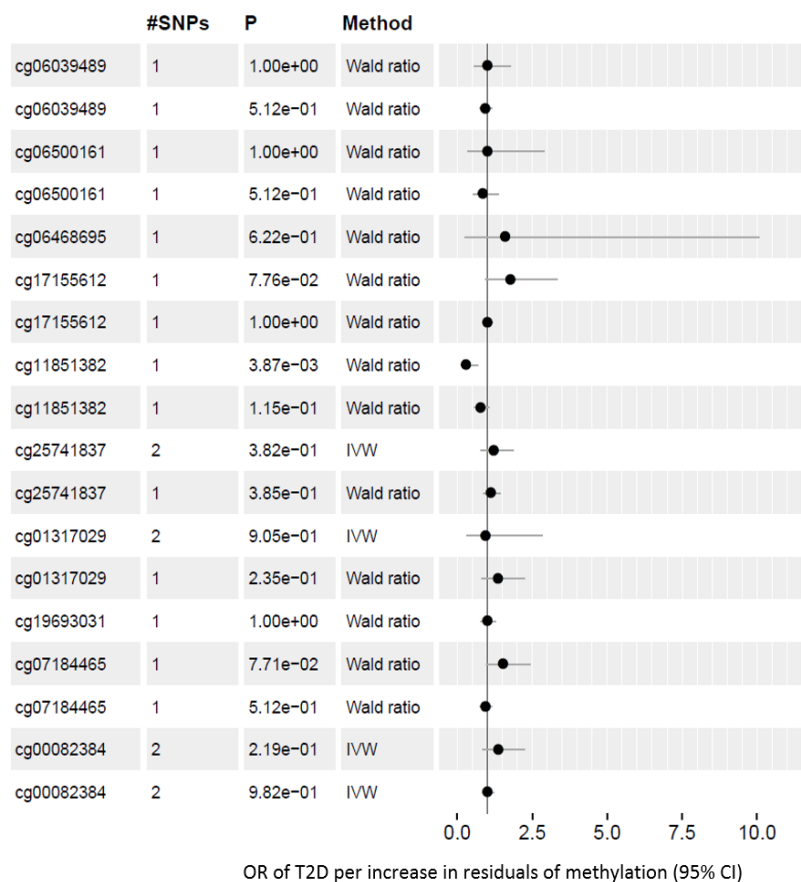 #SNPs P Method
cg06039489 1 1.00e+00 Wald ratio
cg06039489 1 5.12e−01 Wald ratio
cg06500161 1 1.00e+00 Wald ratio
cg06500161 1 5.12e−01 Wald ratio
cg06468695 1 6.22e−01 Wald ratio
cg17155612 1 7.76e−02 Wald ratio
cg17155612 1 1.00e+00 Wald ratio
cg11851382 1 3.87e−03 Wald ratio
cg11851382 1 1.15e−01 Wald ratio
cg25741837 2 3.82e−01 IVW
cg25741837 1 3.85e−01 Wald ratio
cg01317029 2 9.05e−01 IVW
cg01317029 1 2.35e−01 Wald ratio
cg19693031 1 1.00e+00 Wald ratio
cg07184465 1 7.71e−02 Wald ratio
cg07184465 1 5.12e−01 Wald ratio
cg00082384 2 2.19e−01 IVW
cg00082384 2 9.82e−01 IVW
0.0 2.5 5.0 7.5 10.0
OR of T2D per increase in residuals of methylation (95% CI)